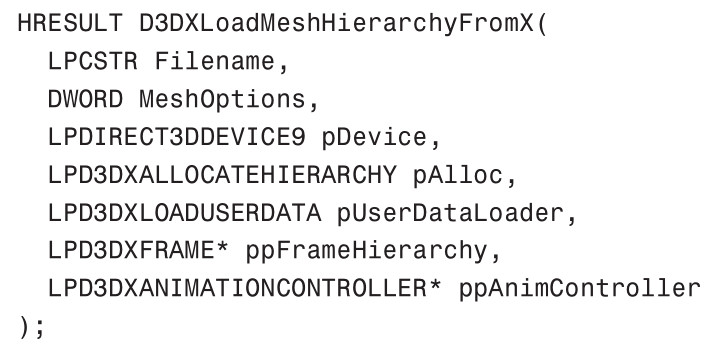 HRESULT D3DXLoadMeshHierarchyFromX(
LPCSTR Filename,
DWORD MeshOptions,
LPDIRECT3DDEVICE9 pDevice,
LPD3DXALLOCATEHIERARCHY pAlloc,
LPD3DXLOADUSERDATA pUserDataLoader,
LPD3DXFRAME* ppFrameHierarchy,
LPD3DXANIMATIONCONTROLLER* ppAnimController
);